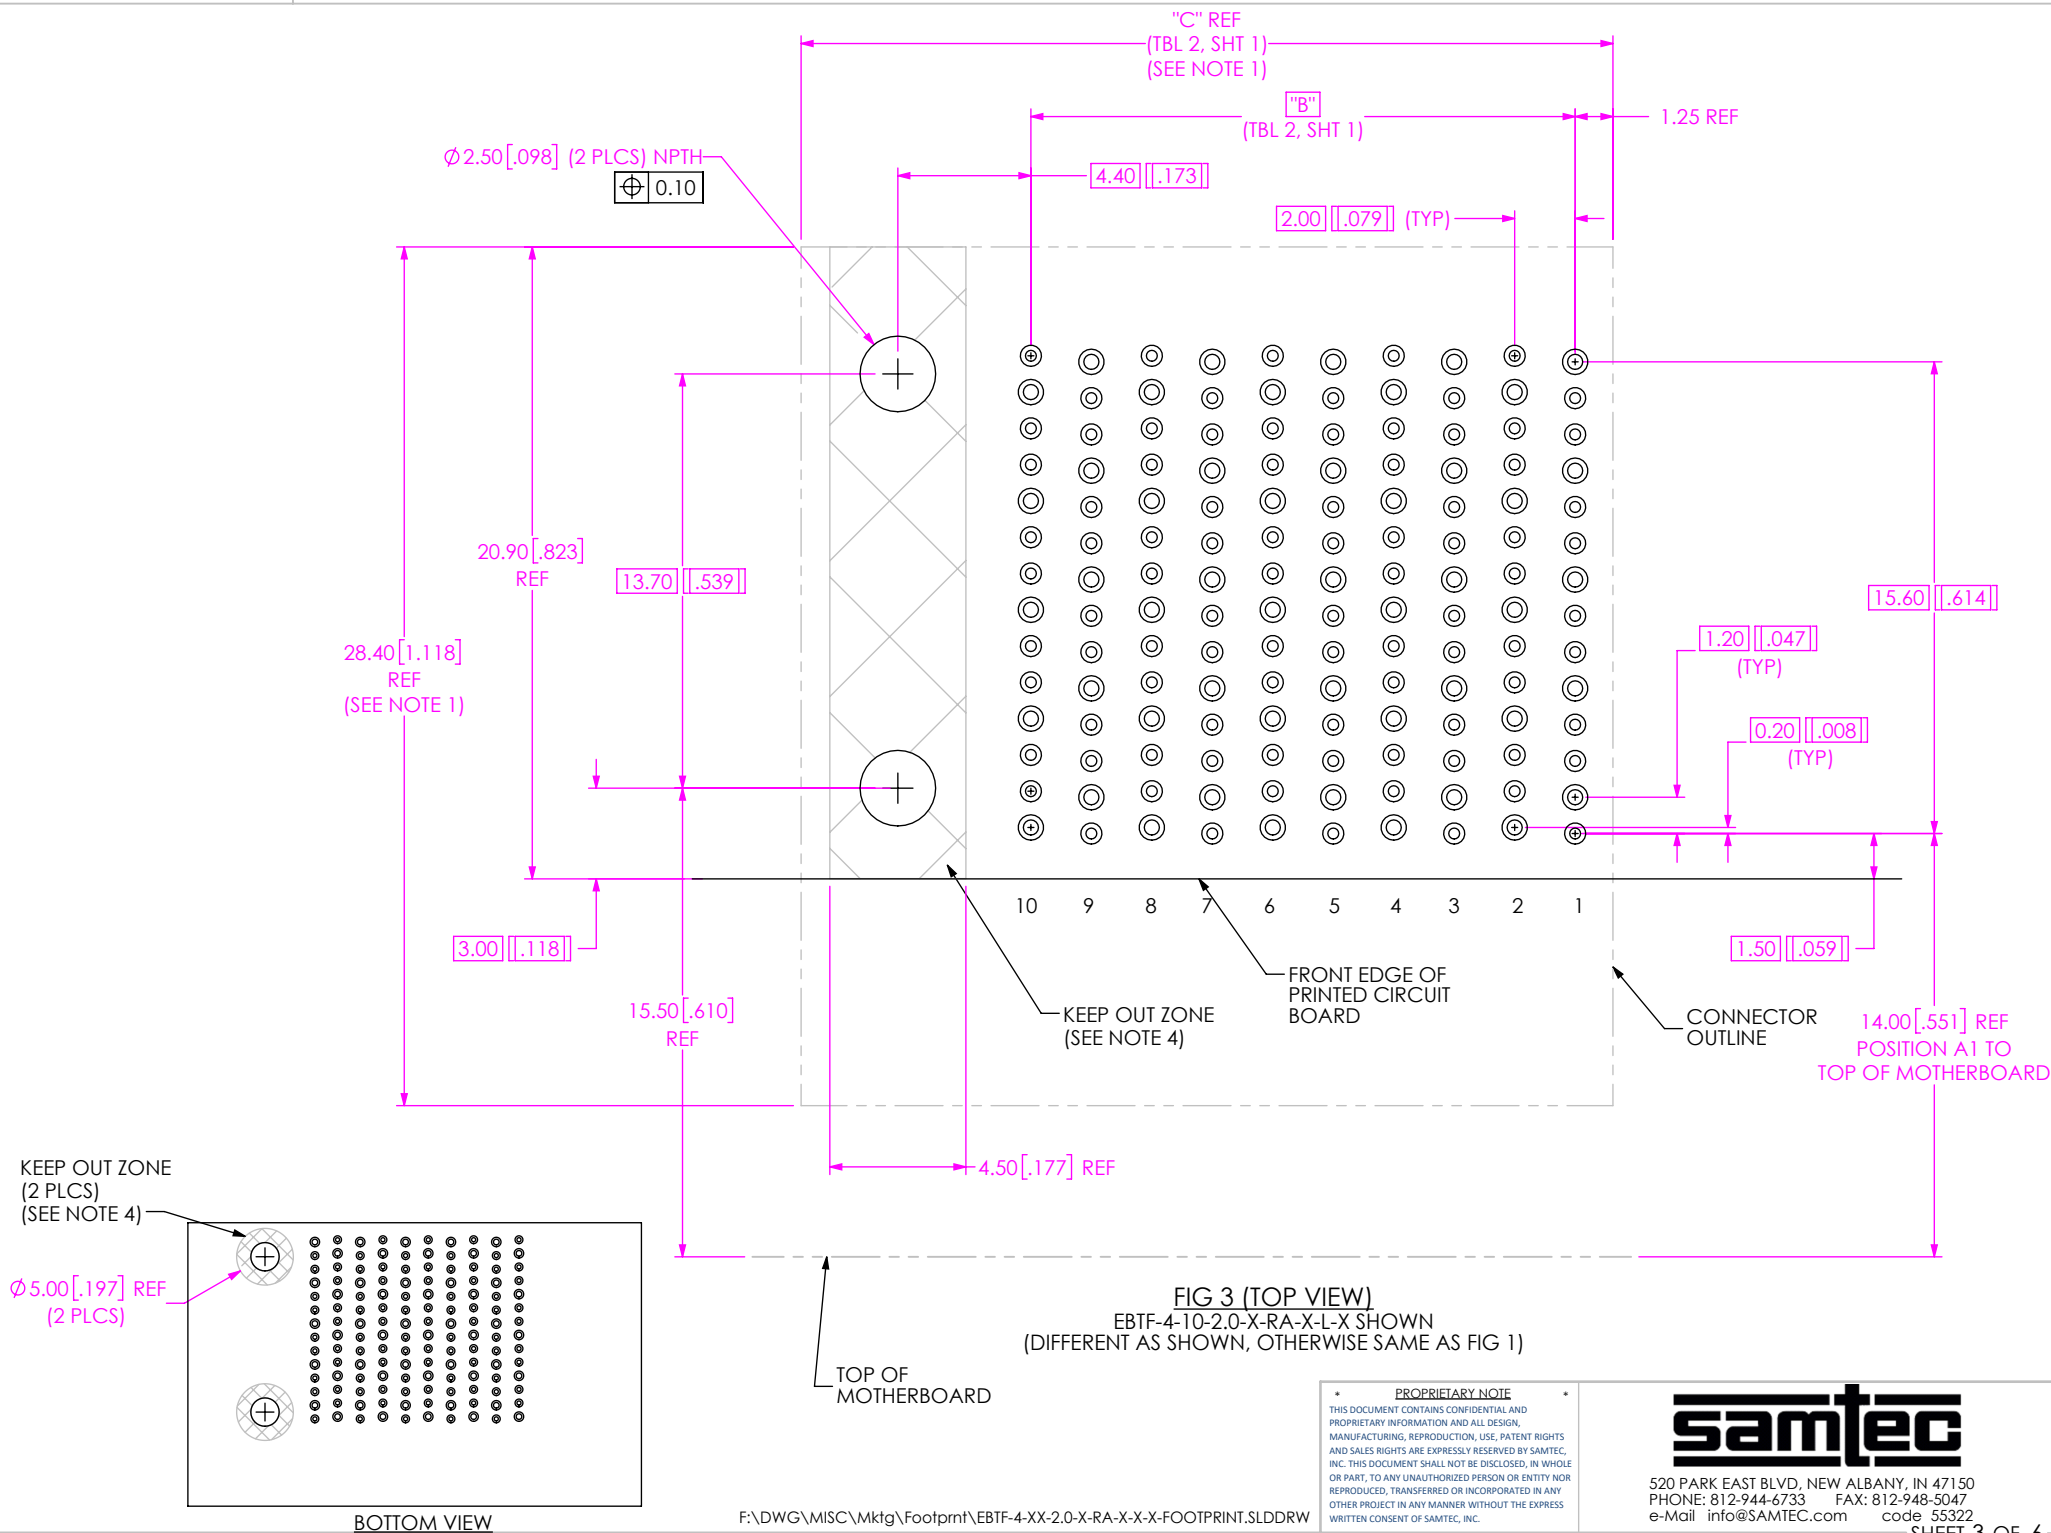 "C" REF
(TBL 2, SHT 1)
(SEE NOTE 1)
"B"
(TBL 2, SHT 1)
1.25 REF
Ø2.50[.098] (2 PLCS) NPTH
⌖ 0.10
4.40 [.173]
2.00 [.079] (TYP)
20.90[.823]
REF
13.70 [.539]
15.60 [.614]
28.40[1.118]
REF
(SEE NOTE 1)
1.20 [.047]
(TYP)
0.20 [.008]
(TYP)
10 9 8 7 6 5 4 3 2 1
3.00 [.118]
1.50 [.059]
15.50[.610]
REF
KEEP OUT ZONE
(SEE NOTE 4)
FRONT EDGE OF
PRINTED CIRCUIT
BOARD
CONNECTOR
OUTLINE
14.00[.551] REF
POSITION A1 TO
TOP OF MOTHERBOARD
4.50[.177] REF
KEEP OUT ZONE
(2 PLCS)
(SEE NOTE 4)
Ø5.00[.197] REF
(2 PLCS)
BOTTOM VIEW
TOP OF
MOTHERBOARD
FIG 3 (TOP VIEW)
EBTF-4-10-2.0-X-RA-X-L-X SHOWN
(DIFFERENT AS SHOWN, OTHERWISE SAME AS FIG 1)
F:\DWG\MISC\Mktg\Footprnt\EBTF-4-XX-2.0-X-RA-X-X-X-FOOTPRINT.SLDDRW
* PROPRIETARY NOTE *
THIS DOCUMENT CONTAINS CONFIDENTIAL AND
PROPRIETARY INFORMATION AND ALL DESIGN,
MANUFACTURING, REPRODUCTION, USE, PATENT RIGHTS
AND SALES RIGHTS ARE EXPRESSLY RESERVED BY SAMTEC,
INC. THIS DOCUMENT SHALL NOT BE DISCLOSED, IN WHOLE
OR PART, TO ANY UNAUTHORIZED PERSON OR ENTITY NOR
REPRODUCED, TRANSFERRED OR INCORPORATED IN ANY
OTHER PROJECT IN ANY MANNER WITHOUT THE EXPRESS
WRITTEN CONSENT OF SAMTEC, INC.
samtec
520 PARK EAST BLVD, NEW ALBANY, IN 47150
PHONE: 812-944-6733 FAX: 812-948-5047
e-Mail info@SAMTEC.com code 55322
SHEET 3 OF 6